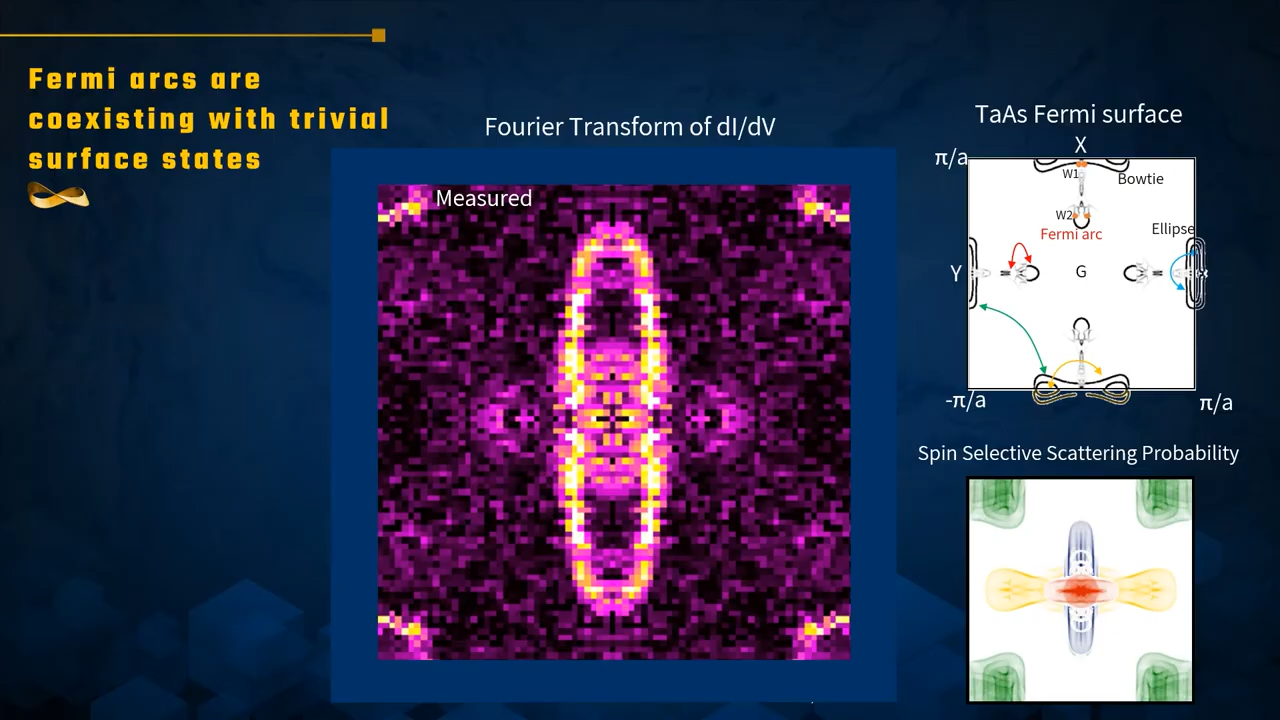 Fermi arcs are
coexisting with trivial
surface states
Fourier Transform of dI/dV
Measured
TaAs Fermi surface
X
π/a
W1
Bowtie
W2
Fermi arc
Ellipse
Y
G
-π/a
π/a
Spin Selective Scattering Probability